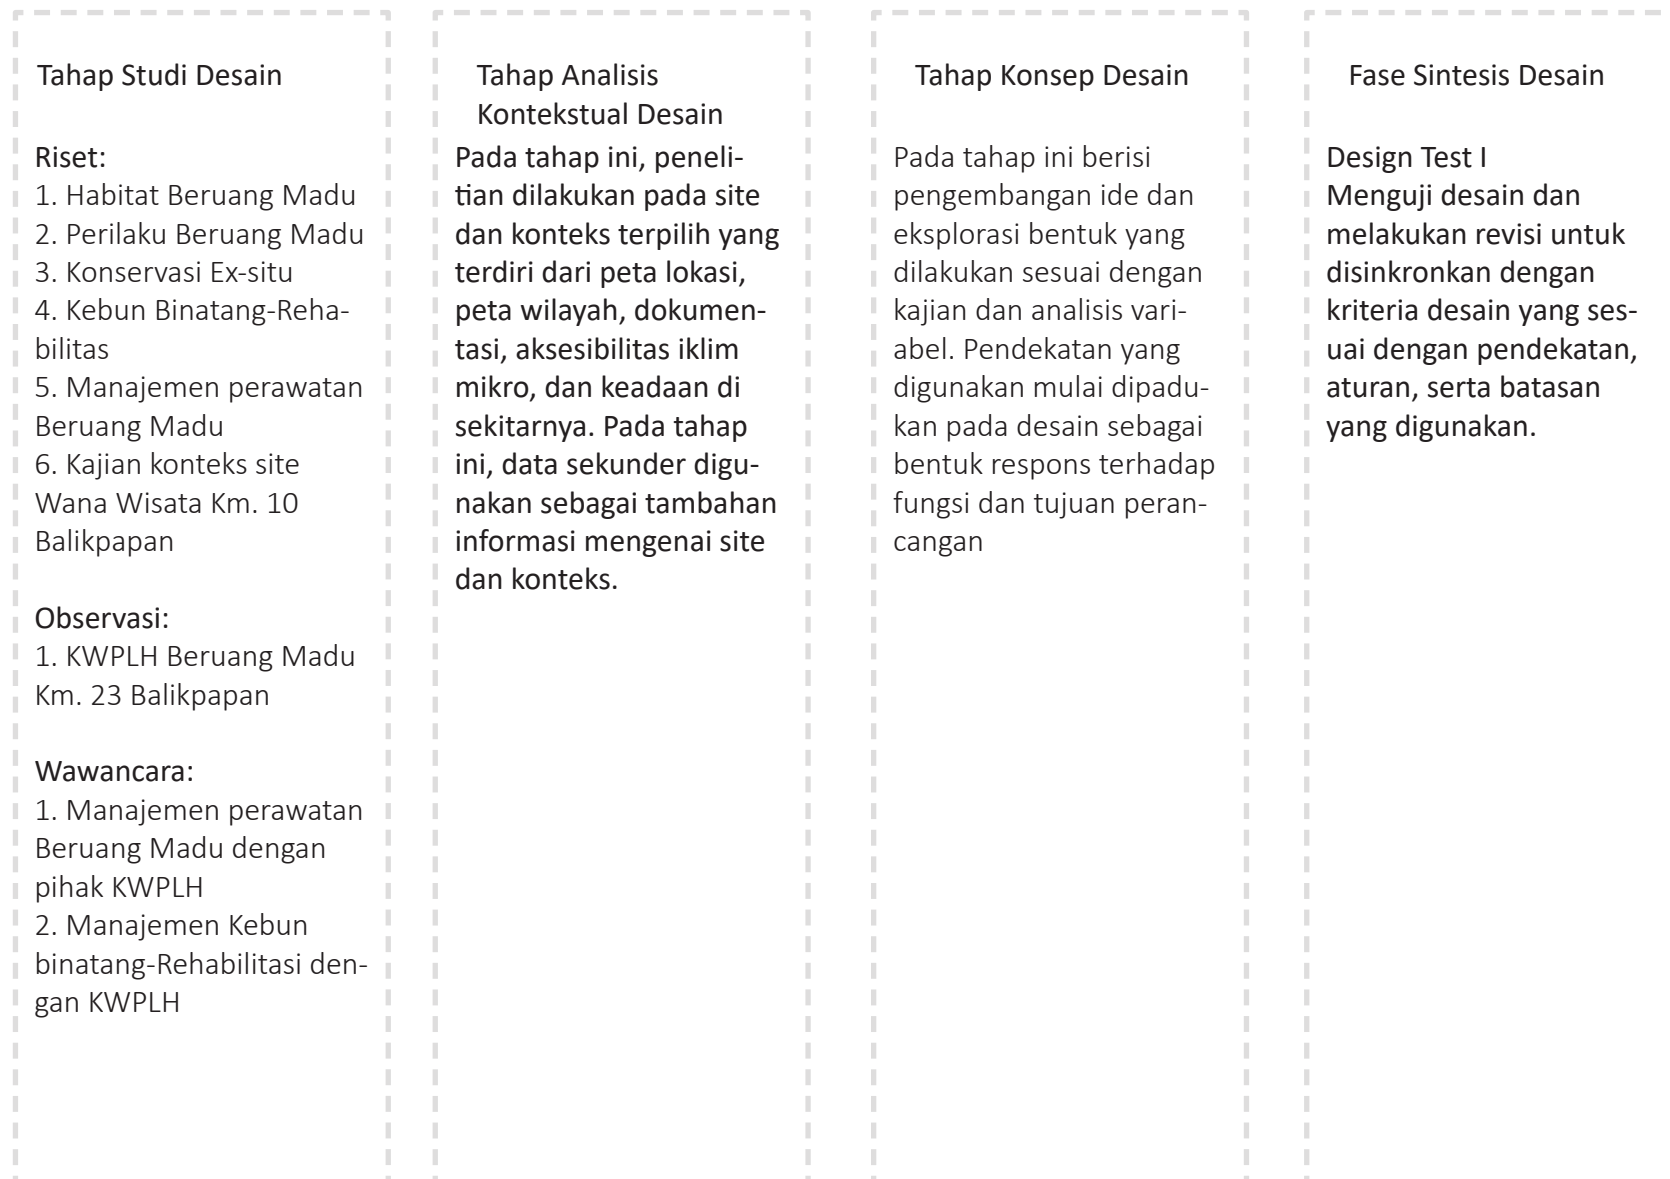 Tahap Studi Desain
Riset:
1. Habitat Beruang Madu
2. Perilaku Beruang Madu
3. Konservasi Ex-situ
4. Kebun Binatang-Reha-
bilitas
5. Manajemen perawatan
Beruang Madu
6. Kajian konteks site
Wana Wisata Km. 10
Balikpapan
Observasi:
1. KWPLH Beruang Madu
Km. 23 Balikpapan
Wawancara:
1. Manajemen perawatan
Beruang Madu dengan
pihak KWPLH
2. Manajemen Kebun
binatang-Rehabilitasi den-
gan KWPLH
Tahap Analisis
Kontekstual Desain
Pada tahap ini, peneli-
tian dilakukan pada site
dan konteks terpilih yang
terdiri dari peta lokasi,
peta wilayah, dokumen-
tasi, aksesibilitas iklim
mikro, dan keadaan di
sekitarnya. Pada tahap
ini, data sekunder digu-
nakan sebagai tambahan
informasi mengenai site
dan konteks.
Tahap Konsep Desain
Pada tahap ini berisi
pengembangan ide dan
eksplorasi bentuk yang
dilakukan sesuai dengan
kajian dan analisis vari-
abel. Pendekatan yang
digunakan mulai dipadu-
kan pada desain sebagai
bentuk respons terhadap
fungsi dan tujuan peran-
cangan
Fase Sintesis Desain
Design Test I
Menguji desain dan
melakukan revisi untuk
disinkronkan dengan
kriteria desain yang ses-
uai dengan pendekatan,
aturan, serta batasan
yang digunakan.